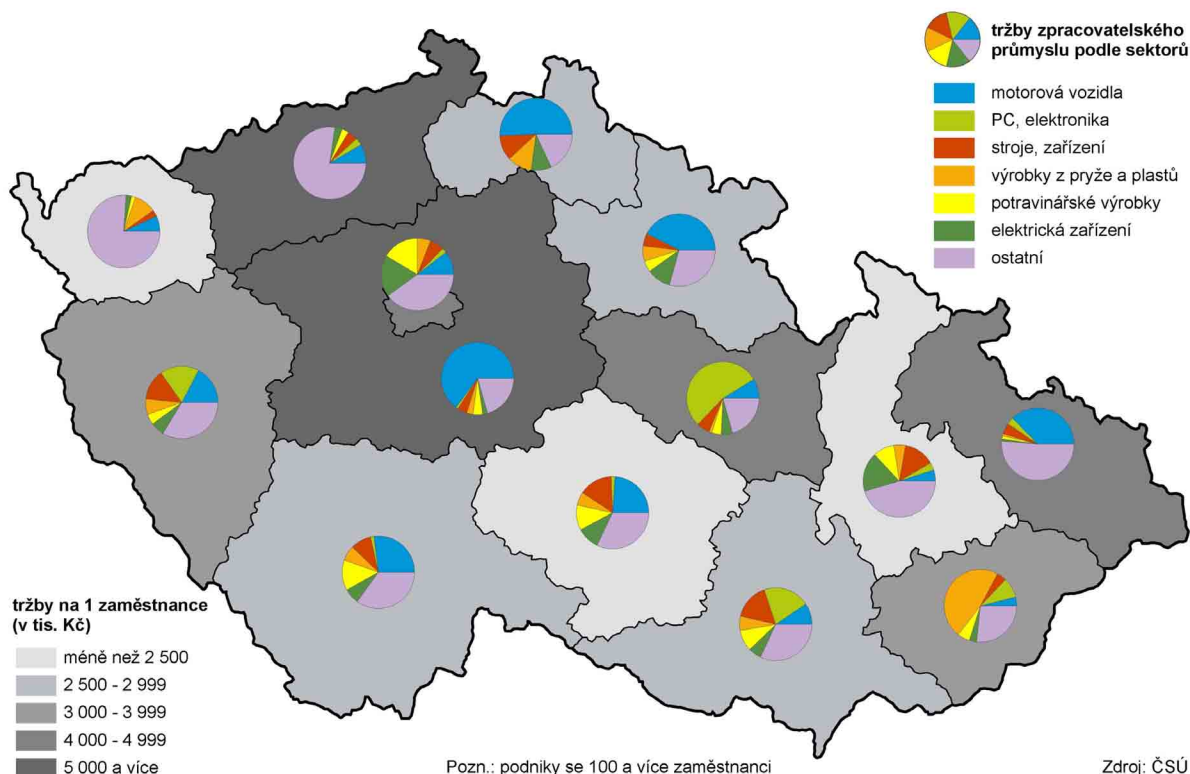 tržby zpracovatelského
průmyslu podle sektorů
motorová vozidla
PC, elektronika
stroje, zařízení
výrobky z pryže a plastů
potravinářské výrobky
elektrická zařízení
ostatní
tržby na 1 zaměstnance
(v tis. Kč)
méně než 2 500
2 500 - 2 999
3 000 - 3 999
4 000 - 4 999
5 000 a více
Pozn.: podniky se 100 a více zaměstnanci
Zdroj: ČSÚ